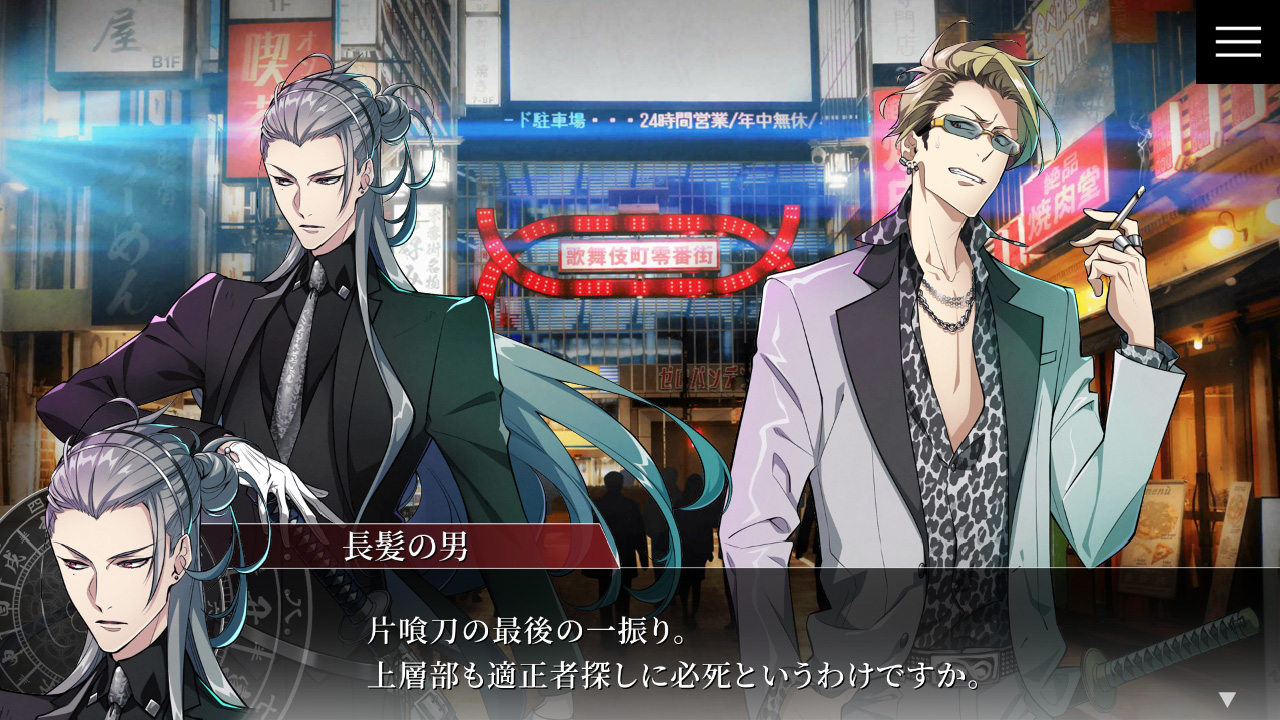 屋
B1F
1F
喫
ード駐車場・・・24時間営業/年中無休/
歌舞伎町零番街
絶品
焼肉堂
menu
長髪の男
片喰刀の最後の一振り。
上層部も適正者探しに必死というわけですか。